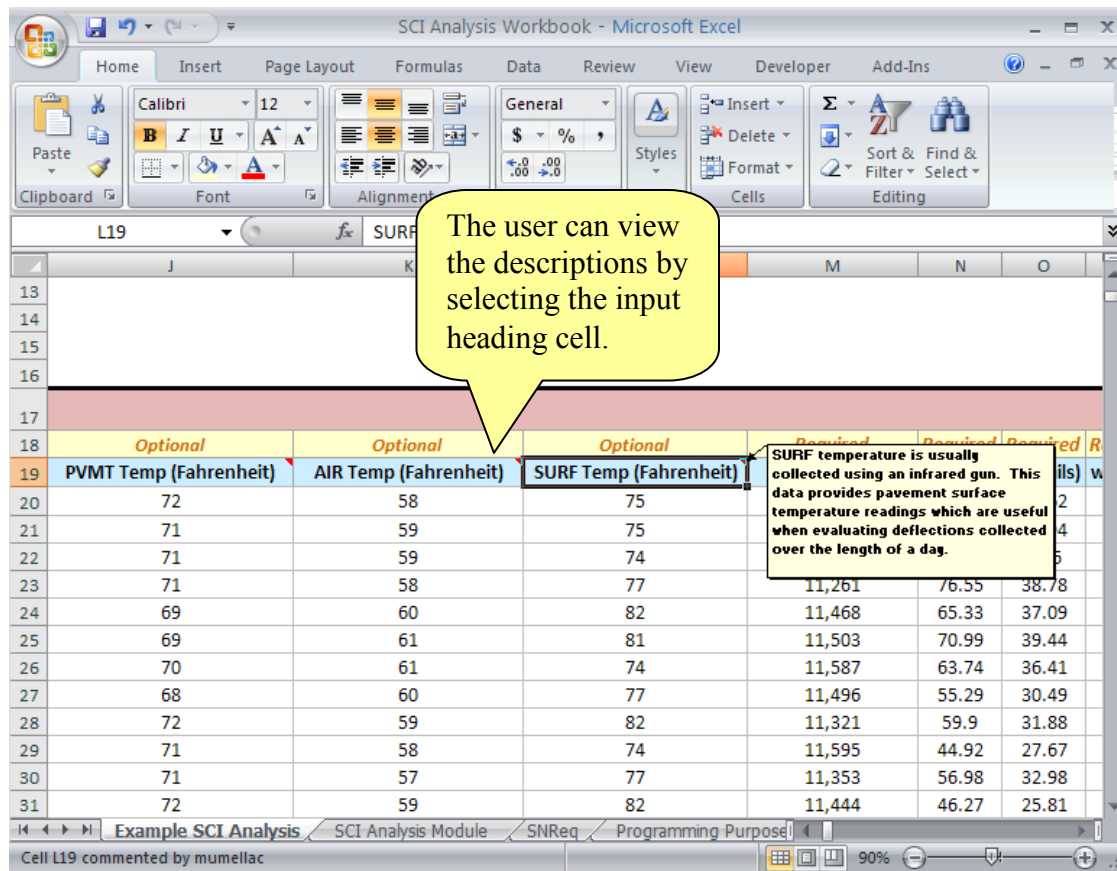 SCI Analysis Workbook - Microsoft Excel
Home Insert Page Layout Formulas Data Review View Developer Add-Ins
Calibri 12 General Insert Σ
B I U A A $ % , Delete
Paste Styles Format Sort & Filter Find & Select
Clipboard Font Alignment Cells Editing
L19 fx SURF
The user can view
the descriptions by
selecting the input
heading cell.
J K M N O
13
14
15
16
17
18 Optional Optional Optional Required Required Required
19 PVMT Temp (Fahrenheit) AIR Temp (Fahrenheit) SURF Temp (Fahrenheit) ils)
SURF temperature is usually
collected using an infrared gun. This
data provides pavement surface
temperature readings which are useful
when evaluating deflections collected
over the length of a day.
20 72 58 75
21 71 59 75
22 71 59 74
23 71 58 77 11,261 76.55 38.78
24 69 60 82 11,468 65.33 37.09
25 69 61 81 11,503 70.99 39.44
26 70 61 74 11,587 63.74 36.41
27 68 60 77 11,496 55.29 30.49
28 72 59 82 11,321 59.9 31.88
29 71 58 74 11,595 44.92 27.67
30 71 57 77 11,353 56.98 32.98
31 72 59 82 11,444 46.27 25.81
Example SCI Analysis SCI Analysis Module SNReq Programming Purpose
Cell L19 commented by mumellac 90%